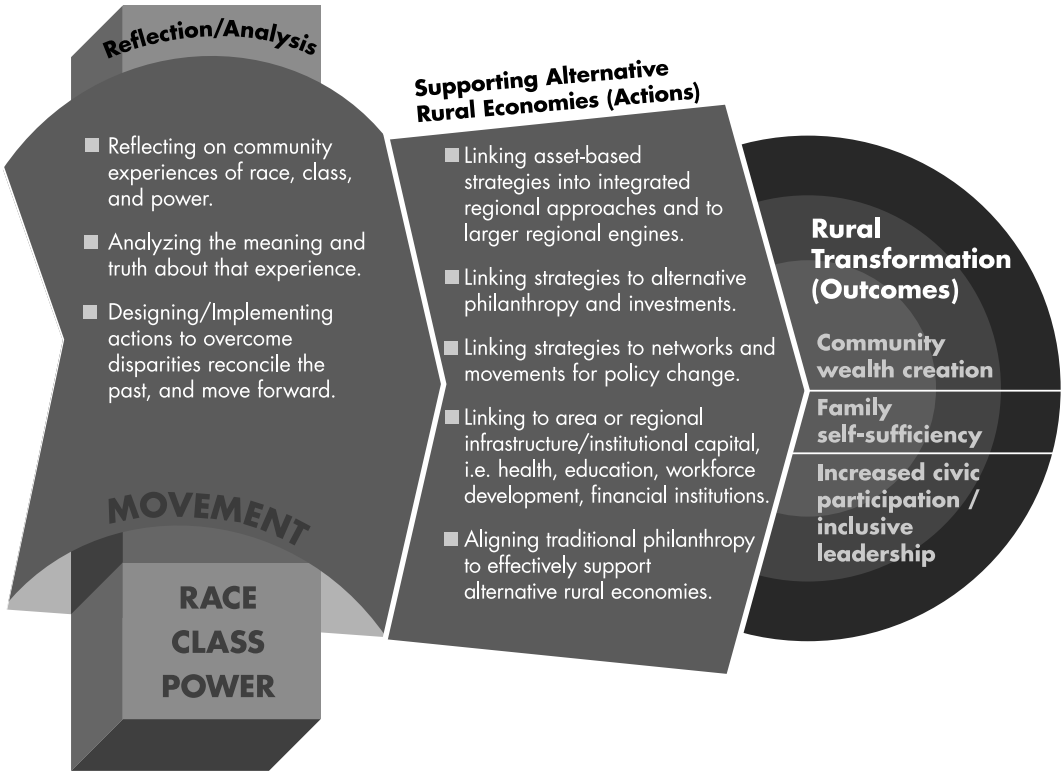 Reflection/Analysis
Reflecting on community
experiences of race, class,
and power.
Analyzing the meaning and
truth about that experience.
Designing/Implementing
actions to overcome
disparities reconcile the
past, and move forward.
MOVEMENT
RACE
CLASS
POWER
Supporting Alternative
Rural Economies (Actions)
Linking asset-based
strategies into integrated
regional approaches and to
larger regional engines.
Linking strategies to alternative
philanthropy and investments.
Linking strategies to networks and
movements for policy change.
Linking to area or regional
infrastructure/institutional capital,
i.e. health, education, workforce
development, financial institutions.
Aligning traditional philanthropy
to effectively support
alternative rural economies.
Rural
Transformation
(Outcomes)
Community
wealth creation
Family
self-sufficiency
Increased civic
participation /
inclusive
leadership